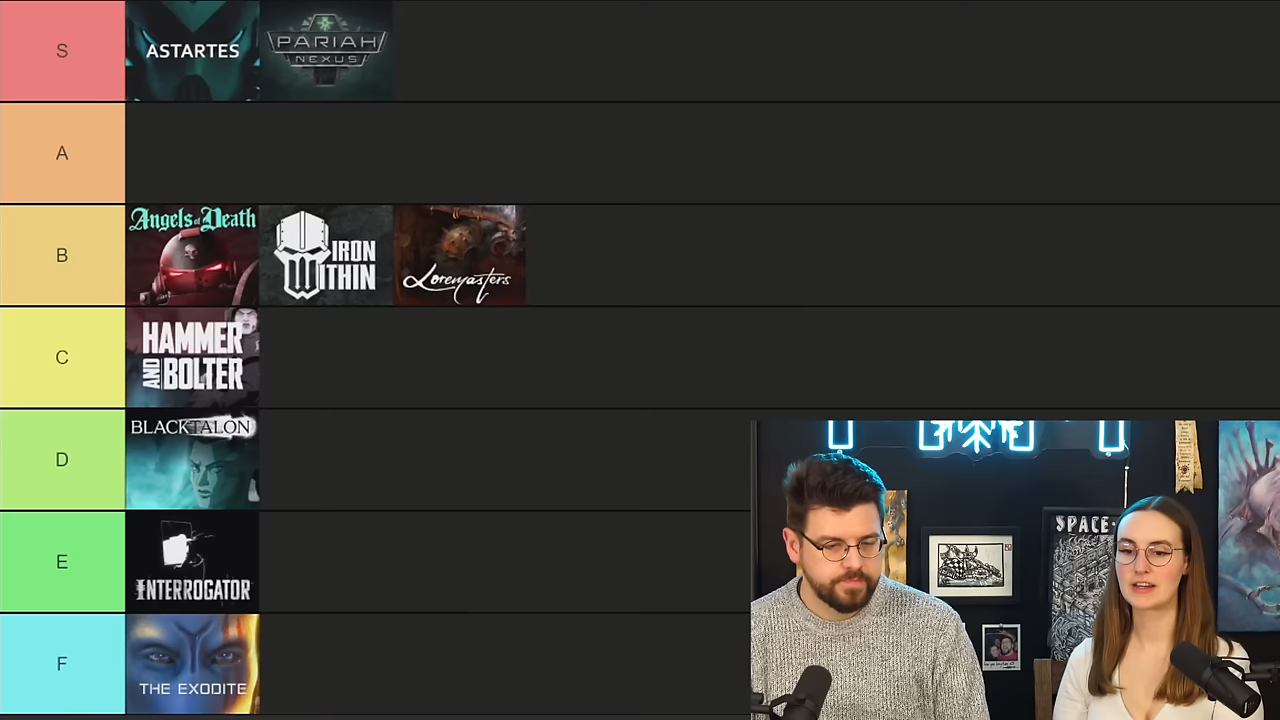 S
ASTARTES
PARIAH
NEXUS
A
B
Angels of Death
IRON
WITHIN
Loremasters
C
HAMMER
AND
BOLTER
D
BLACKTALON
E
INTERROGATOR
F
THE EXODITE
SPACE